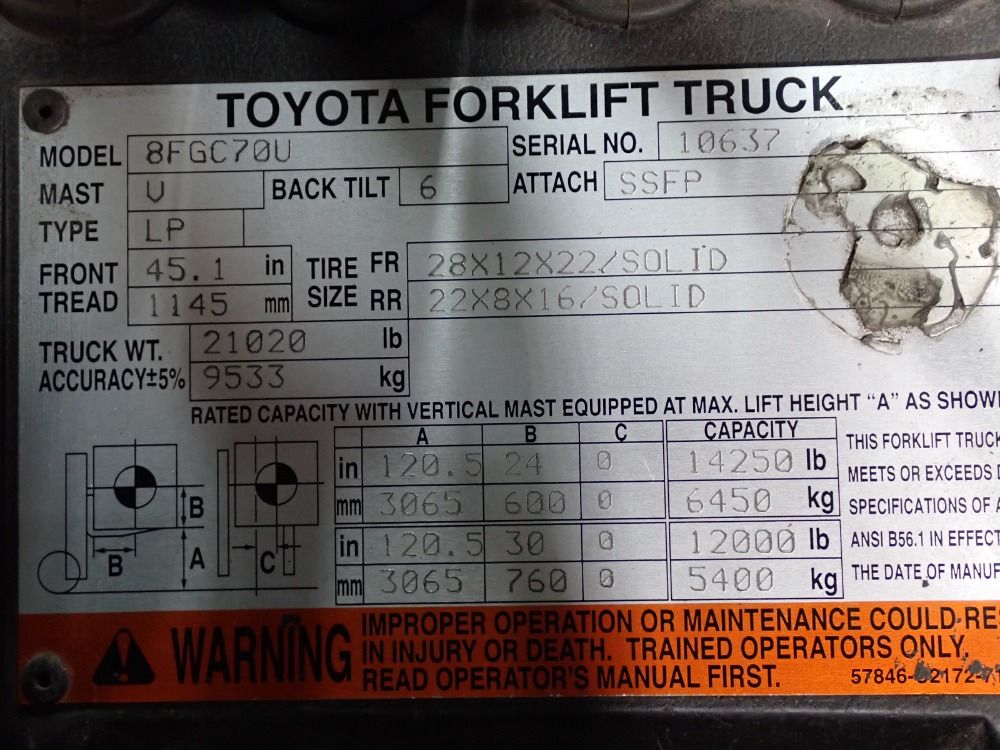 TOYOTA FORKLIFT TRUCK
MODEL 8FGC70U SERIAL NO. 10637
MAST V BACK TILT 6 ATTACH SSFP
TYPE LP
FRONT TREAD 45.1 in 1145 mm
TIRE SIZE FR 28X12X22/SOLID
RR 22X8X16/SOLID
TRUCK WT. 21020 lb
ACCURACY±5% 9533 kg
RATED CAPACITY WITH VERTICAL MAST EQUIPPED AT MAX. LIFT HEIGHT "A" AS SHOWN
A B C CAPACITY
in 120.5 24 0 14250 lb
mm 3065 600 0 6450 kg
in 120.5 30 0 12000 lb
mm 3065 760 0 5400 kg
B
B A C
THIS FORKLIFT TRUCK
MEETS OR EXCEEDS
SPECIFICATIONS OF
ANSI B56.1 IN EFFECT
THE DATE OF MANUF
WARNING
IMPROPER OPERATION OR MAINTENANCE COULD RE
IN INJURY OR DEATH. TRAINED OPERATORS ONLY.
READ OPERATOR'S MANUAL FIRST.